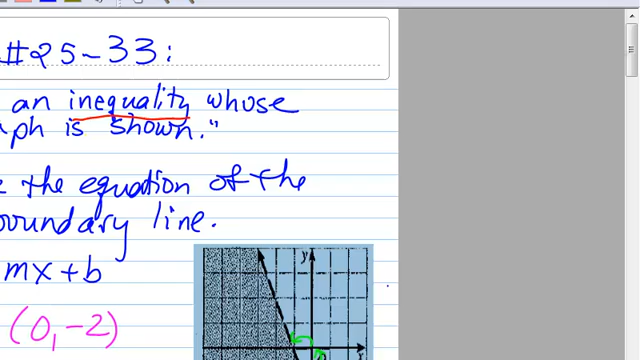 #25-33:
an inequality whose
ph is shown."
the equation of the
boundary line.
mx + b
(0, -2)
y
x